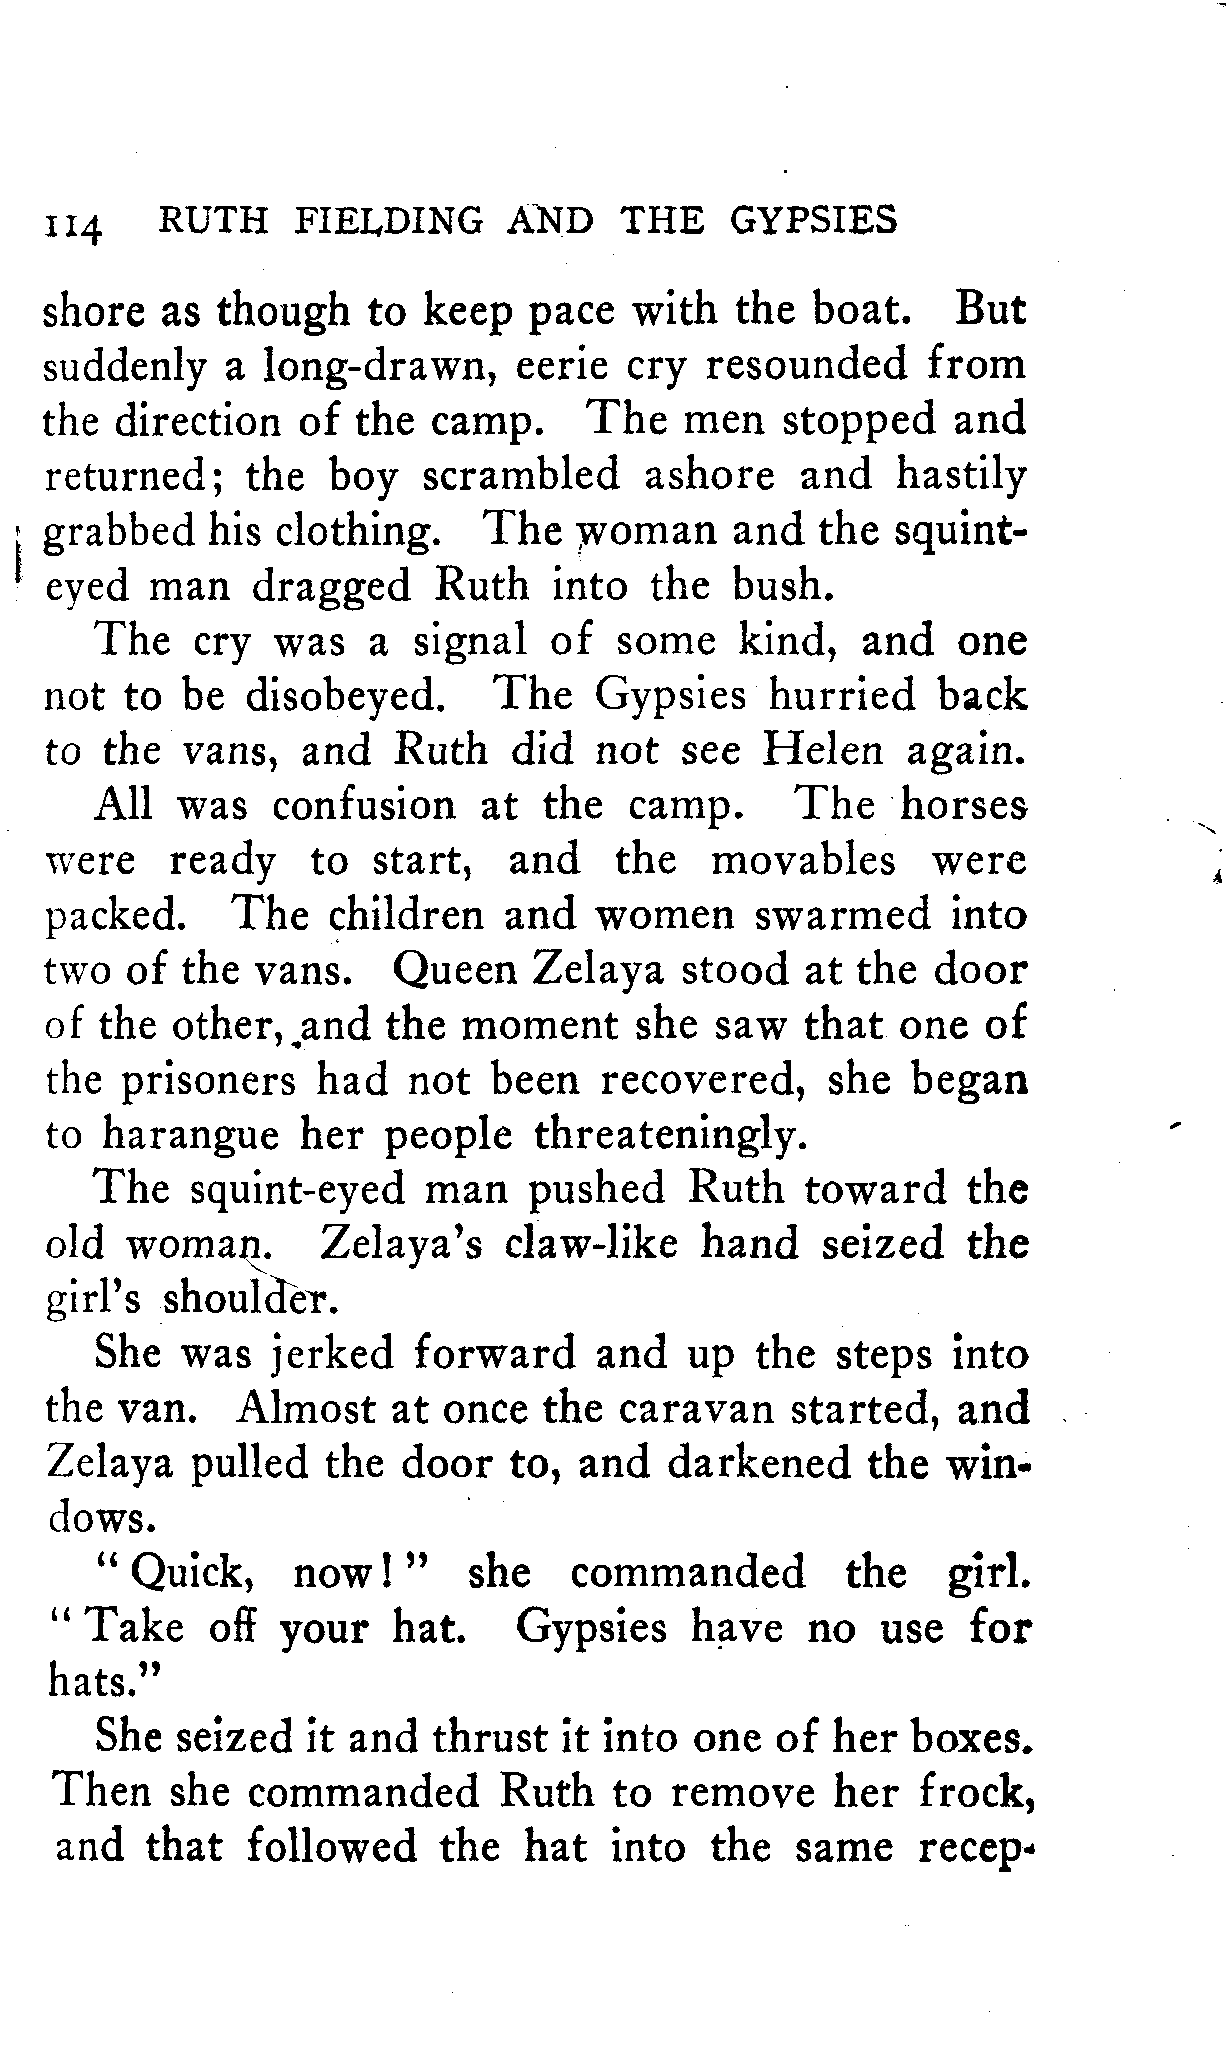 114 RUTH FIELDING AND THE GYPSIES
shore as though to keep pace with the boat. But
suddenly a long-drawn, eerie cry resounded from
the direction of the camp. The men stopped and
returned; the boy scrambled ashore and hastily
grabbed his clothing. The woman and the squint-
eyed man dragged Ruth into the bush.
The cry was a signal of some kind, and one
not to be disobeyed. The Gypsies hurried back
to the vans, and Ruth did not see Helen again.
All was confusion at the camp. The horses
were ready to start, and the movables were
packed. The children and women swarmed into
two of the vans. Queen Zelaya stood at the door
of the other, and the moment she saw that one of
the prisoners had not been recovered, she began
to harangue her people threateningly.
The squint-eyed man pushed Ruth toward the
old woman. Zelaya's claw-like hand seized the
girl's shoulder.
She was jerked forward and up the steps into
the van. Almost at once the caravan started, and
Zelaya pulled the door to, and darkened the win-
dows.
"Quick, now!" she commanded the girl.
"Take off your hat. Gypsies have no use for
hats."
She seized it and thrust it into one of her boxes.
Then she commanded Ruth to remove her frock,
and that followed the hat into the same recep-